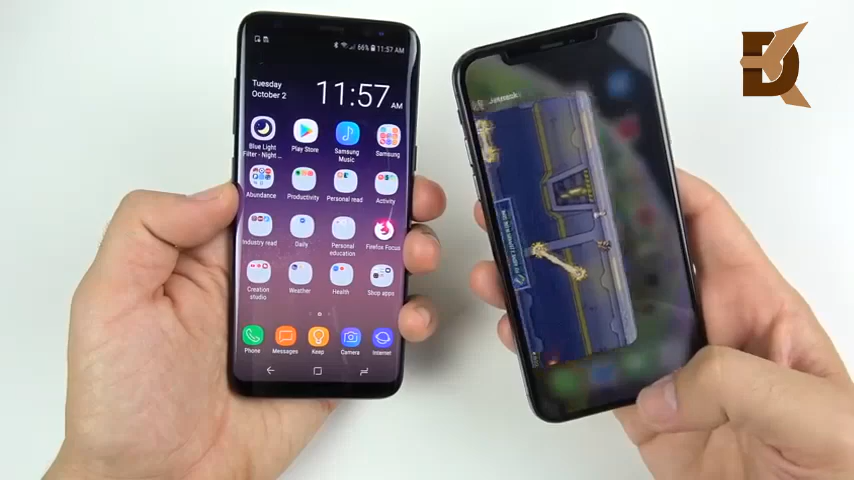 66% 11:57 AM
Tuesday
October 2
11:57 AM
Blue Light
Filter - Night ...
Play Store
Samsung
Music
Samsung
Abundance
Productivity
Personal read
Activity
Industry read
Daily
Personal
education
Firefox Focus
Creation
studio
Weather
Health
Shop apps
Phone
Messages
Keep
Camera
Internet
DK